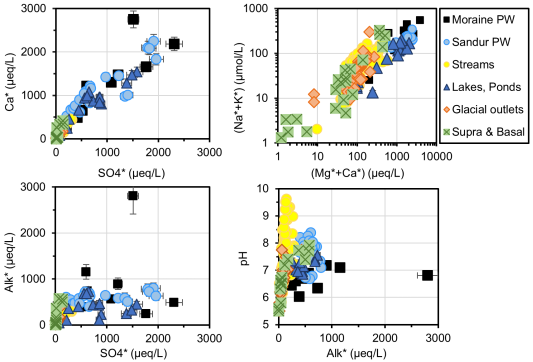 3000
2000
1000
0
Ca* (µeq/L)
0 1000 2000 3000
SO4* (µeq/L)
1000
100
10
1
(Na*+K*) (µmol/L)
1 10 100 1000 10000
(Mg*+Ca*) (µeq/L)
Moraine PW
Sandur PW
Streams
Lakes, Ponds
Glacial outlets
Supra & Basal
3000
2000
1000
0
Alk* (µeq/L)
0 1000 2000 3000
SO4* (µeq/L)
10
9
8
7
6
5
pH
0 1000 2000 3000
Alk* (µeq/L)